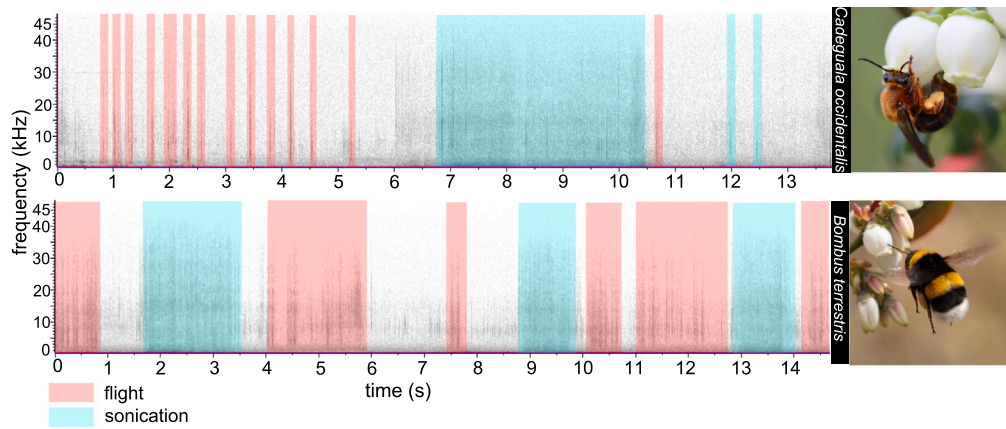 frequency (kHz)
45
40
30
20
10
0
0 1 2 3 4 5 6 7 8 9 10 11 12 13
Cadeguala occidentalis
45
40
30
20
10
0
0 1 2 3 4 5 6 7 8 9 10 11 12 13 14
Bombus terrestris
time (s)
flight
sonication